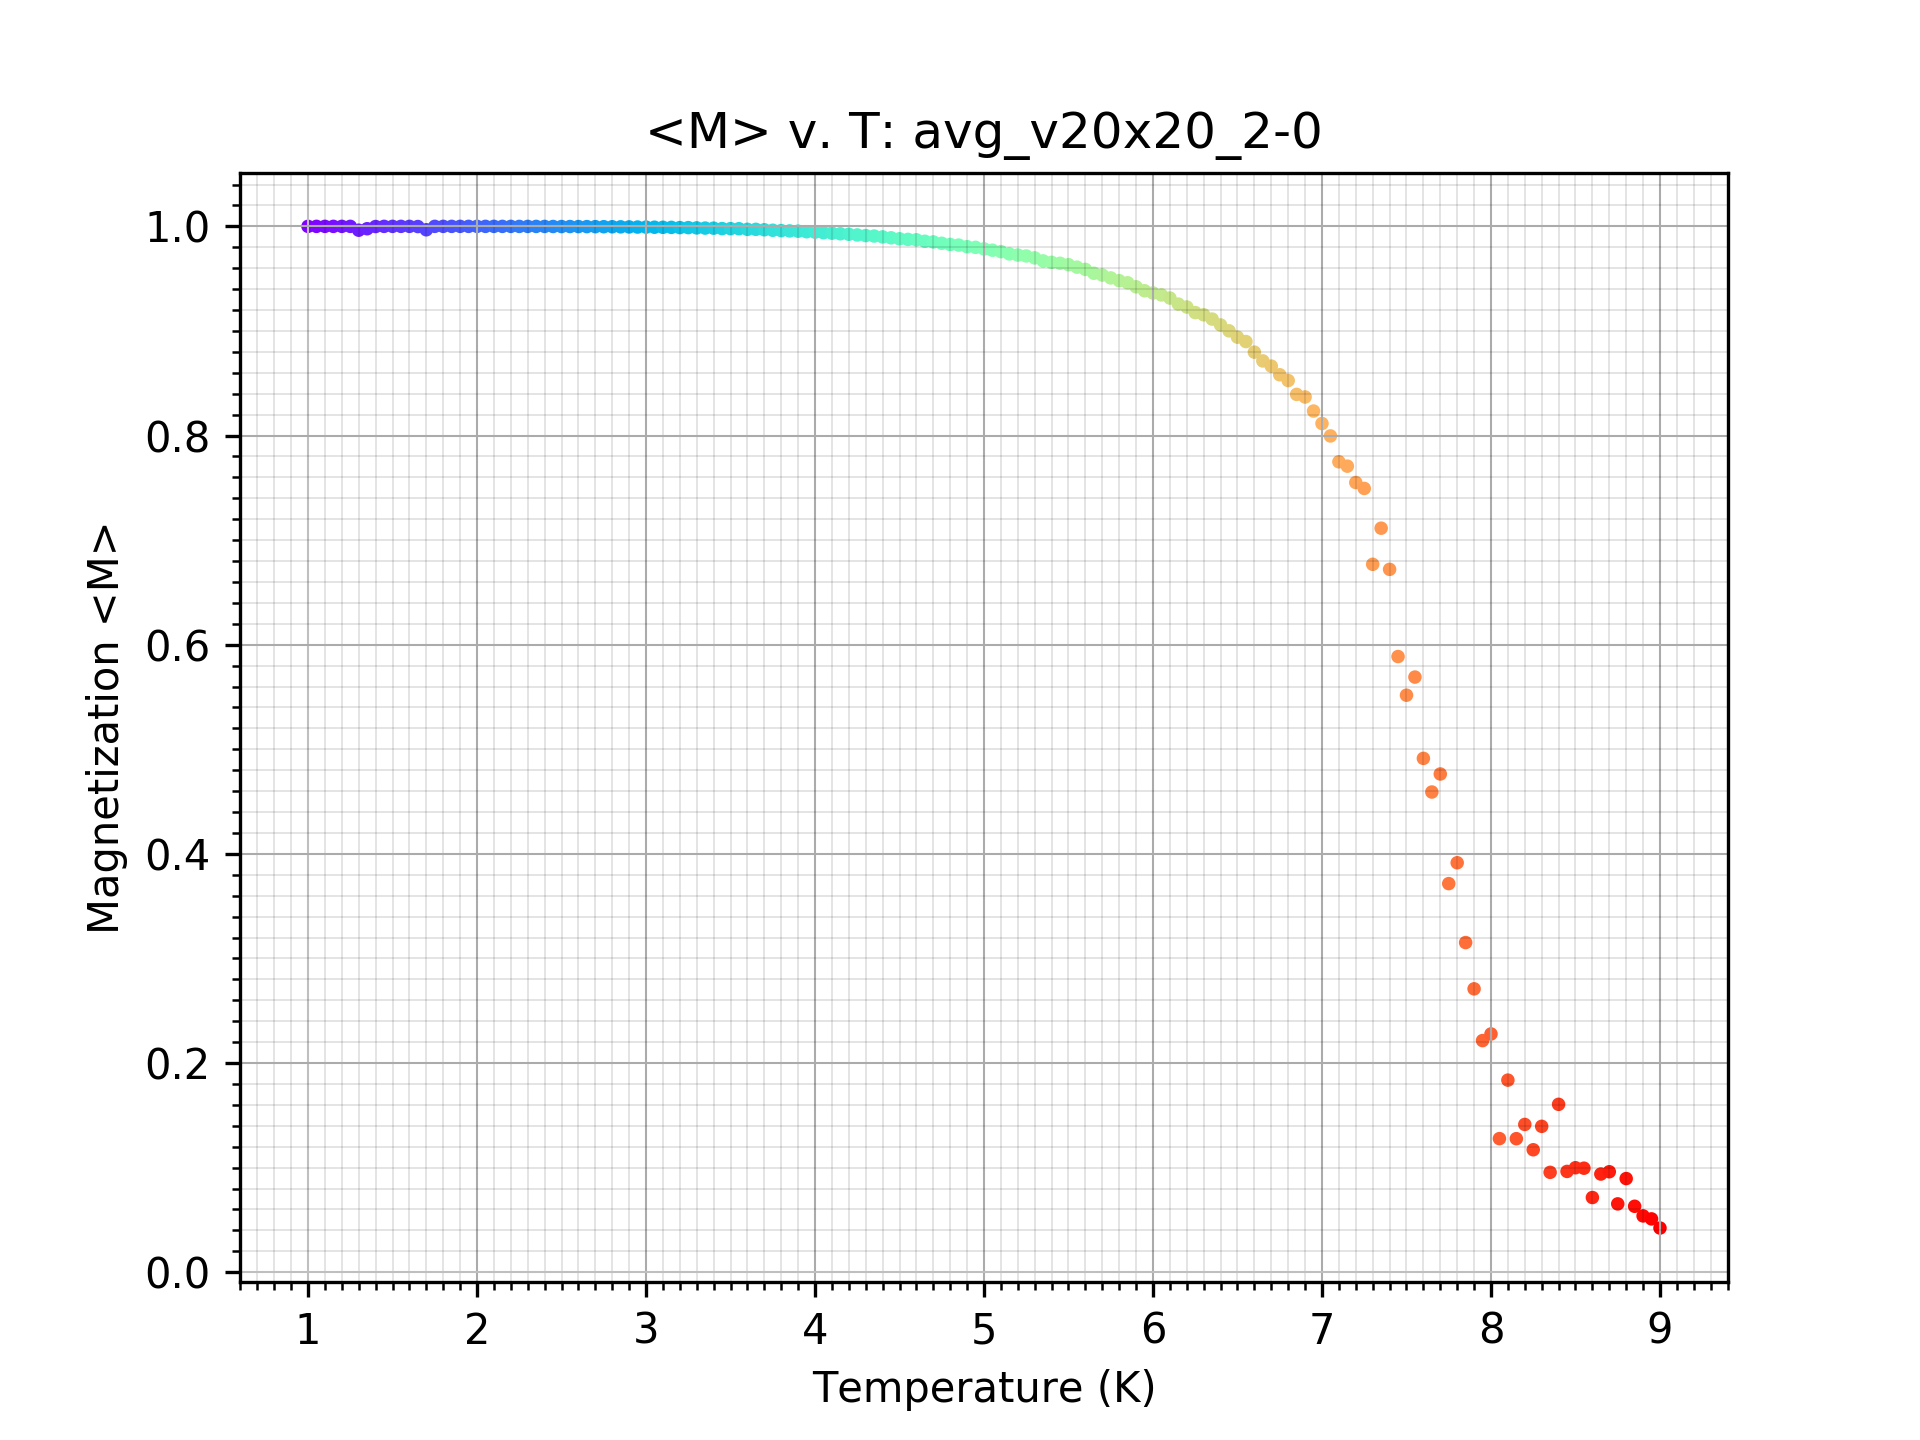 <M> v. T: avg_v20x20_2-0
Magnetization <M>
1.0
0.8
0.6
0.4
0.2
0.0
1 2 3 4 5 6 7 8 9
Temperature (K)